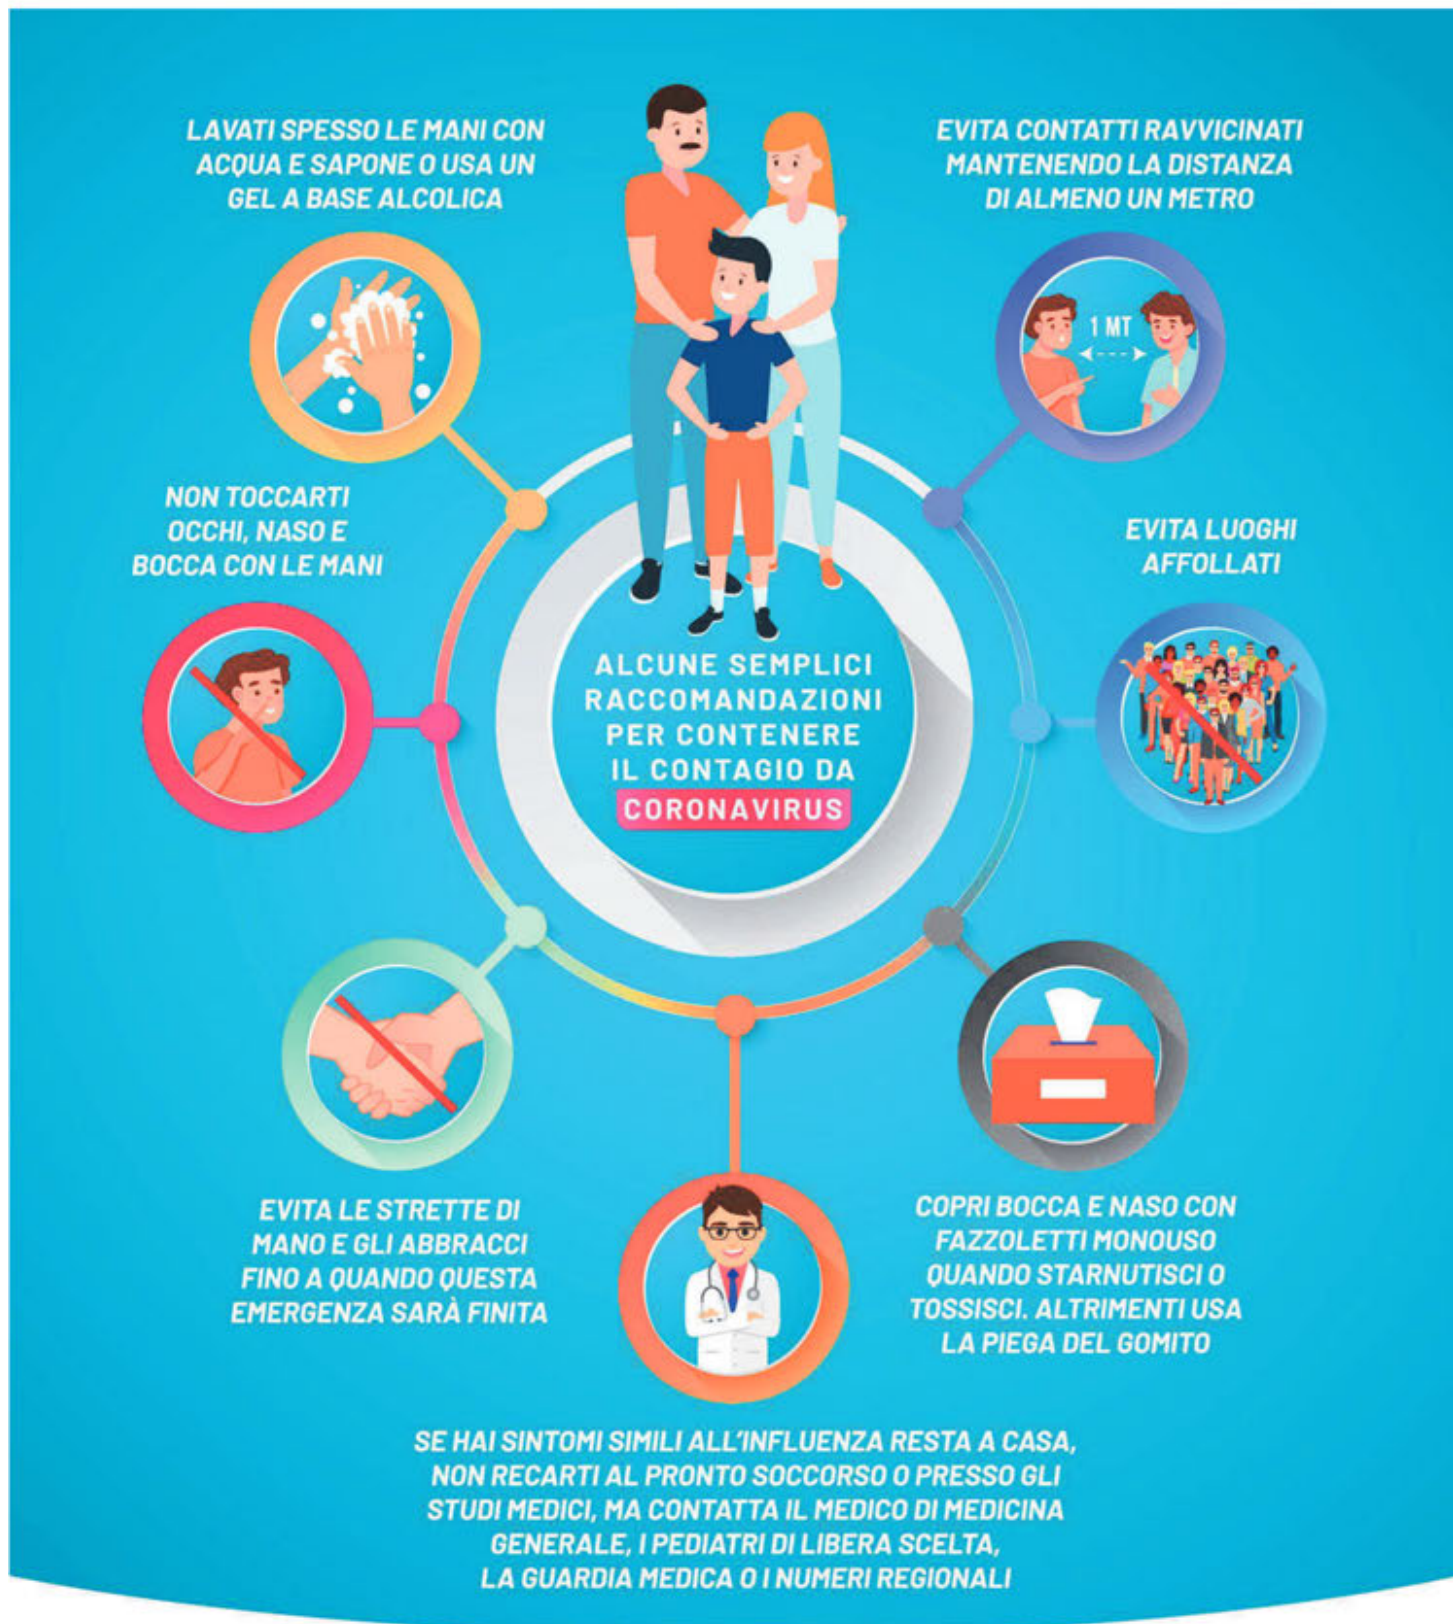 LAVATI SPESSO LE MANI CON
ACQUA E SAPONE O USA UN
GEL A BASE ALCOLICA
EVITA CONTATTI RAVVICINATI
MANTENENDO LA DISTANZA
DI ALMENO UN METRO
1 MT
NON TOCCARTI
OCCHI, NASO E
BOCCA CON LE MANI
EVITA LUOGHI
AFFOLLATI
ALCUNE SEMPLICI
RACCOMANDAZIONI
PER CONTENERE
IL CONTAGIO DA
CORONAVIRUS
EVITA LE STRETTE DI
MANO E GLI ABBRACCI
FINO A QUANDO QUESTA
EMERGENZA SARÀ FINITA
COPRI BOCCA E NASO CON
FAZZOLETTI MONOUSO
QUANDO STARNUTISCI O
TOSSISCI. ALTRIMENTI USA
LA PIEGA DEL GOMITO
SE HAI SINTOMI SIMILI ALL'INFLUENZA RESTA A CASA,
NON RECARTI AL PRONTO SOCCORSO O PRESSO GLI
STUDI MEDICI, MA CONTATTA IL MEDICO DI MEDICINA
GENERALE, I PEDIATRI DI LIBERA SCELTA,
LA GUARDIA MEDICA O I NUMERI REGIONALI